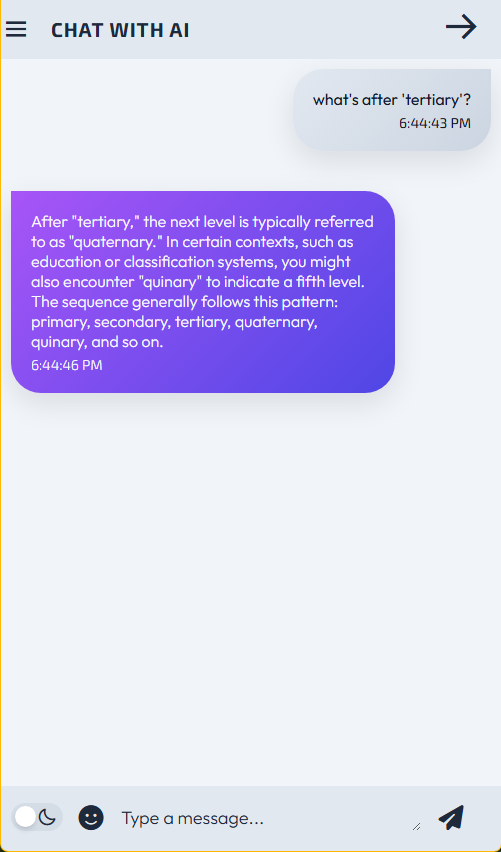 CHAT WITH AI
what's after 'tertiary'?
6:44:43 PM
After "tertiary," the next level is typically referred
to as "quaternary." In certain contexts, such as
education or classification systems, you might
also encounter "quinary" to indicate a fifth level.
The sequence generally follows this pattern:
primary, secondary, tertiary, quaternary,
quinary, and so on.
6:44:46 PM
Type a message...